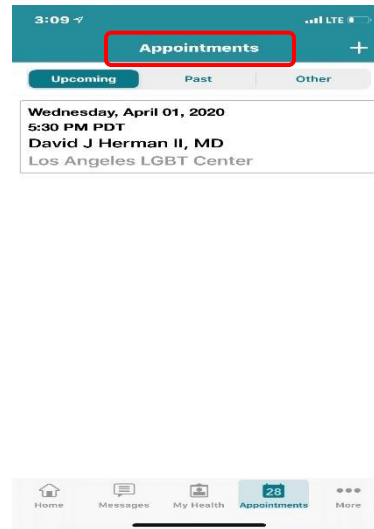 3:09 LTE
Appointments +
Upcoming Past Other
Wednesday, April 01, 2020
5:30 PM PDT
David J Herman II, MD
Los Angeles LGBT Center
28
Home Messages My Health Appointments More